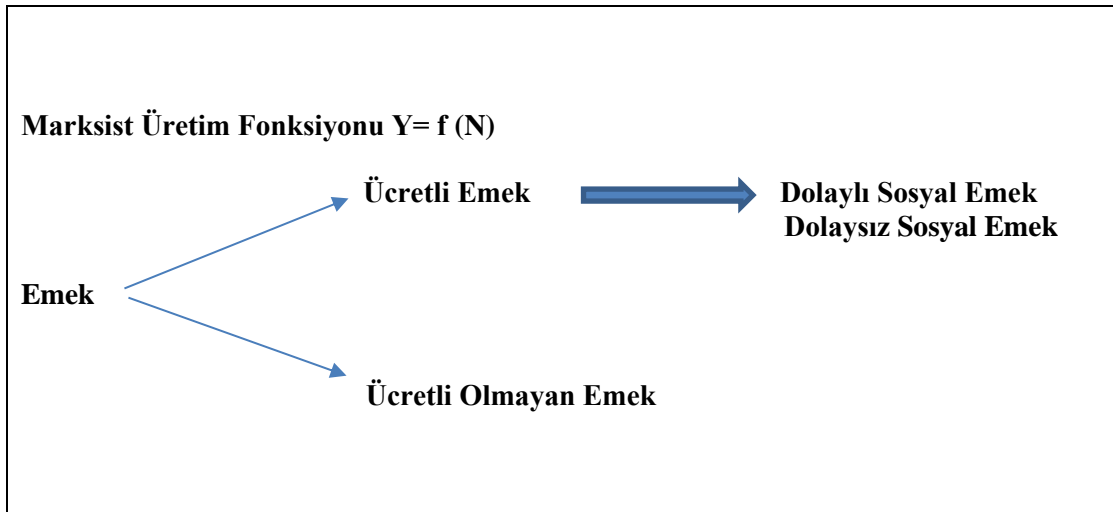 Marksist Üretim Fonksiyonu Y= f (N)
Ücretli Emek
Dolaylı Sosyal Emek
Dolaysız Sosyal Emek
Emek
Ücretli Olmayan Emek